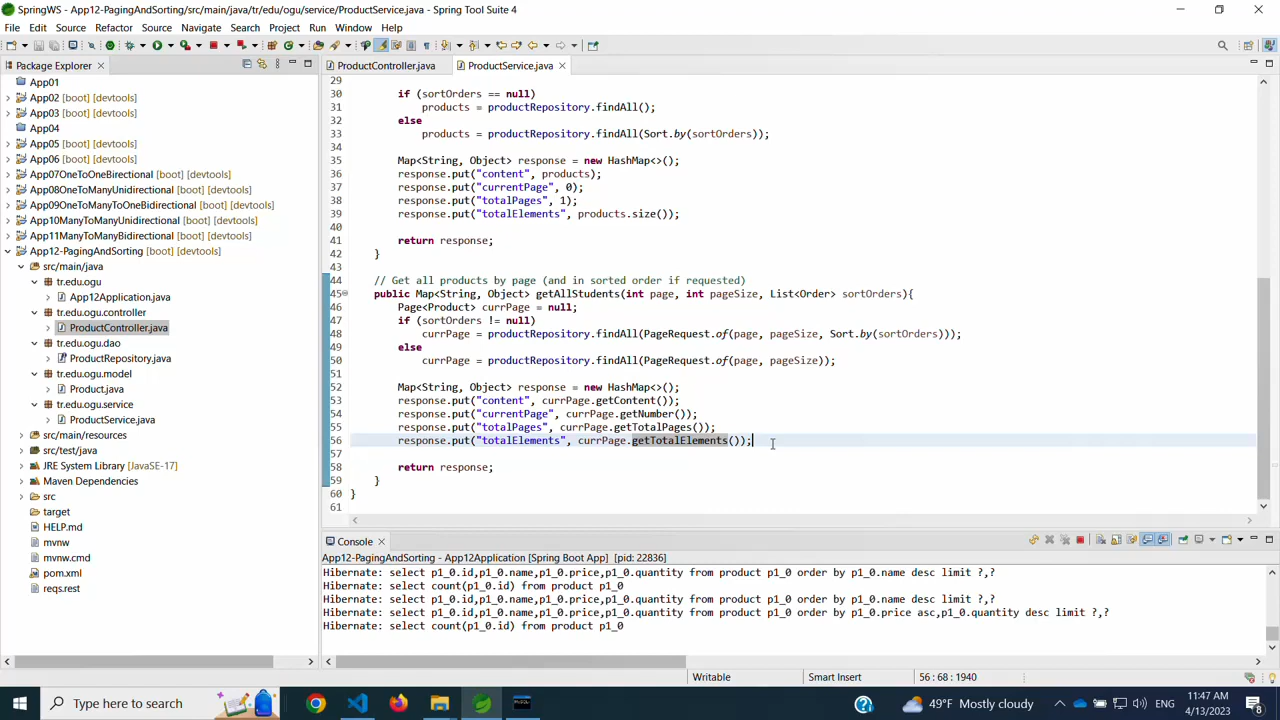 SpringWS - App12-PagingAndSorting/src/main/java/tr/edu/ogu/service/ProductService.java - Spring Tool Suite 4
File Edit Source Refactor Source Navigate Search Project Run Window Help
Package Explorer
App01
App02 [boot] [devtools]
App03 [boot] [devtools]
App04
App05 [boot] [devtools]
App06 [boot] [devtools]
App07OneToOneBirectional [boot] [devtools]
App08OneToManyUnidirectional [boot] [devtools]
App09OneToManyToOneBidirectional [boot] [devtools]
App10ManyToManyUnidirectional [boot] [devtools]
App11ManyToManyBidirectional [boot] [devtools]
App12-PagingAndSorting [boot] [devtools]
src/main/java
tr.edu.ogu
App12Application.java
tr.edu.ogu.controller
ProductController.java
tr.edu.ogu.dao
ProductRepository.java
tr.edu.ogu.model
Product.java
tr.edu.ogu.service
ProductService.java
src/main/resources
src/test/java
JRE System Library [JavaSE-17]
Maven Dependencies
src
target
HELP.md
mvnw
mvnw.cmd
pom.xml
reqs.rest
ProductController.java ProductService.java
29
30 if (sortOrders == null)
31 products = productRepository.findAll();
32 else
33 products = productRepository.findAll(Sort.by(sortOrders));
34
35 Map<String, Object> response = new HashMap<>();
36 response.put("content", products);
37 response.put("currentPage", 0);
38 response.put("totalPages", 1);
39 response.put("totalElements", products.size());
40
41 return response;
42 }
43
44 // Get all products by page (and in sorted order if requested)
45 public Map<String, Object> getAllStudents(int page, int pageSize, List<Order> sortOrders){
46 Page<Product> currPage = null;
47 if (sortOrders != null)
48 currPage = productRepository.findAll(PageRequest.of(page, pageSize, Sort.by(sortOrders)));
49 else
50 currPage = productRepository.findAll(PageRequest.of(page, pageSize));
51
52 Map<String, Object> response = new HashMap<>();
53 response.put("content", currPage.getContent());
54 response.put("currentPage", currPage.getNumber());
55 response.put("totalPages", currPage.getTotalPages());
56 response.put("totalElements", currPage.getTotalElements());
57
58 return response;
59 }
60 }
61
Console
App12-PagingAndSorting - App12Application [Spring Boot App] [pid: 22836]
Hibernate: select p1_0.id,p1_0.name,p1_0.price,p1_0.quantity from product p1_0 order by p1_0.name desc limit ?,?
Hibernate: select count(p1_0.id) from product p1_0
Hibernate: select p1_0.id,p1_0.name,p1_0.price,p1_0.quantity from product p1_0 order by p1_0.name desc limit ?,?
Hibernate: select p1_0.id,p1_0.name,p1_0.price,p1_0.quantity from product p1_0 order by p1_0.price asc,p1_0.quantity desc limit ?,?
Hibernate: select count(p1_0.id) from product p1_0
Writable Smart Insert 56 : 68 : 1940
Type here to search
49°F Mostly cloudy
ENG
11:47 AM
4/13/2023
8